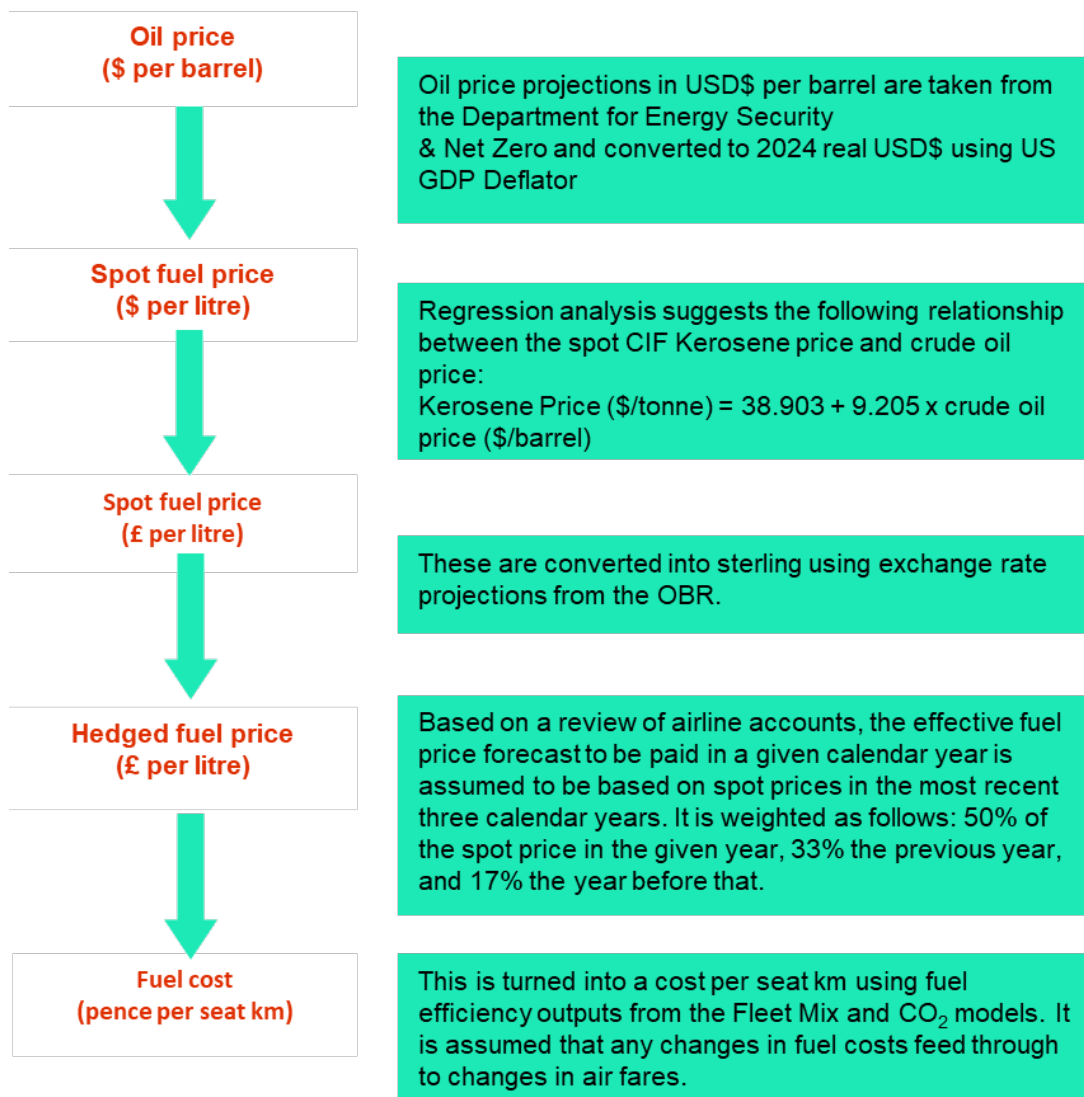 Oil price
($ per barrel)
Oil price projections in USD$ per barrel are taken from
the Department for Energy Security
& Net Zero and converted to 2024 real USD$ using US
GDP Deflator
Spot fuel price
($ per litre)
Regression analysis suggests the following relationship
between the spot CIF Kerosene price and crude oil
price:
Kerosene Price ($/tonne) = 38.903 + 9.205 x crude oil
price ($/barrel)
Spot fuel price
(£ per litre)
These are converted into sterling using exchange rate
projections from the OBR.
Hedged fuel price
(£ per litre)
Based on a review of airline accounts, the effective fuel
price forecast to be paid in a given calendar year is
assumed to be based on spot prices in the most recent
three calendar years. It is weighted as follows: 50% of
the spot price in the given year, 33% the previous year,
and 17% the year before that.
Fuel cost
(pence per seat km)
This is turned into a cost per seat km using fuel
efficiency outputs from the Fleet Mix and CO₂ models. It
is assumed that any changes in fuel costs feed through
to changes in air fares.